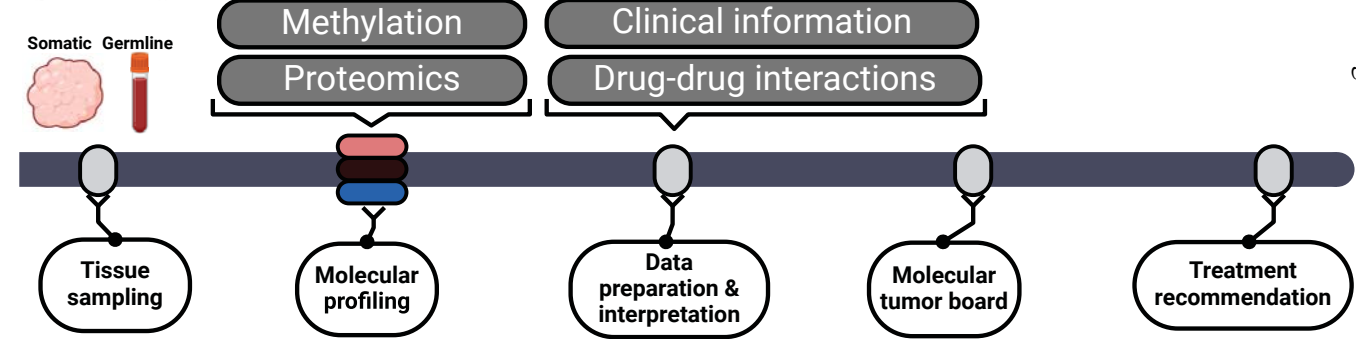 Methylation
Clinical information
Somatic Germline
Proteomics
Drug-drug interactions
Tissue
sampling
Molecular
profiling
Data
preparation &
interpretation
Molecular
tumor board
Treatment
recommendation